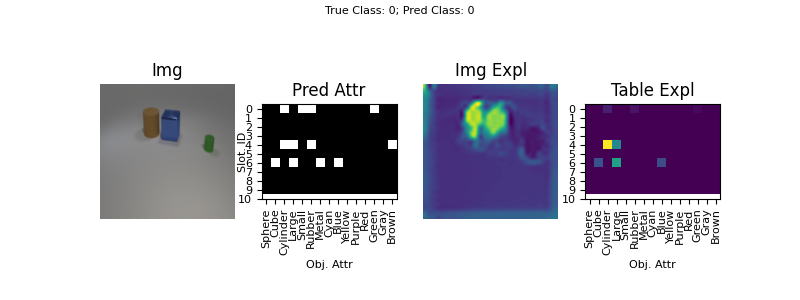 True Class: 0; Pred Class: 0
Img
Pred Attr
Img Expl
Table Expl
Slot. ID
0
1
2
3
4
5
6
7
8
9
10
0
1
2
3
4
5
6
7
8
9
10
Sphere
Cube
Cylinder
Large
Small
Rubber
Metal
Cyan
Blue
Yellow
Purple
Red
Green
Gray
Brown
Sphere
Cube
Cylinder
Large
Small
Rubber
Metal
Cyan
Blue
Yellow
Purple
Red
Green
Gray
Brown
Obj. Attr
Obj. Attr